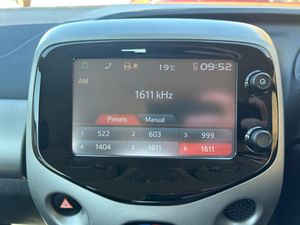 19°c 09:52
AM
1611 kHz
Presets Manual
1 522 2 603 3 999
4 1404 5 1611 6 1611